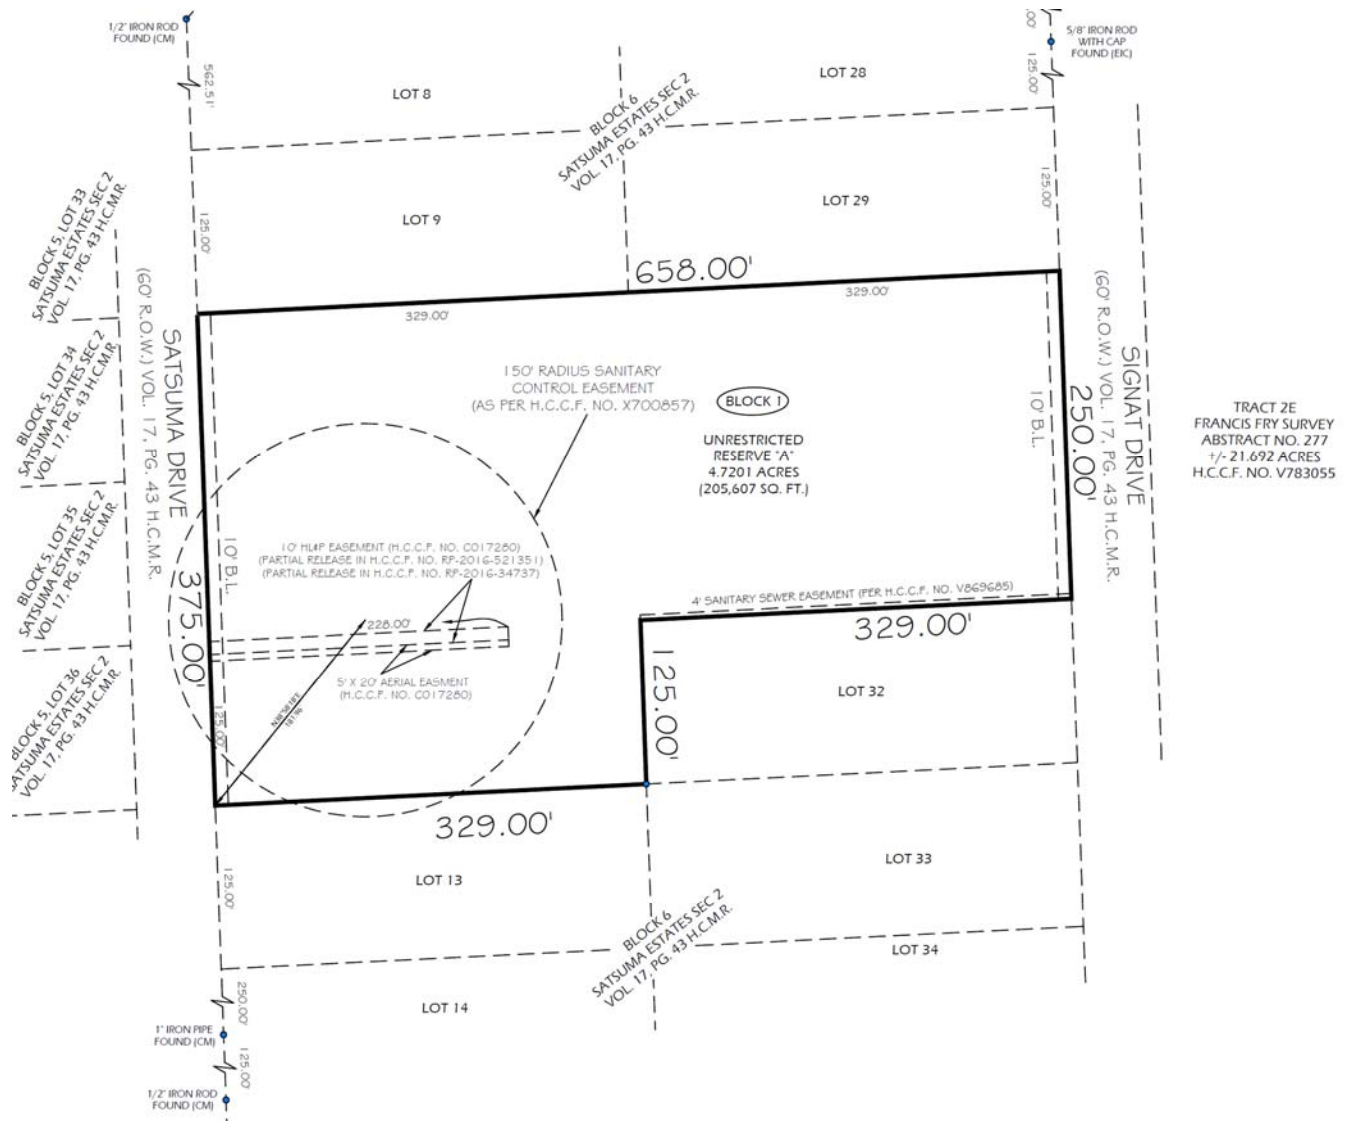 1/2" IRON ROD
FOUND (CM)
562.51'
LOT 8
BLOCK 6
SATSUMA ESTATES SEC 2
VOL. 17, PG. 43 H.C.M.R.
LOT 28
.00'
125.00'
5/8" IRON ROD
WITH CAP
FOUND (EIC)
BLOCK 5, LOT 33
SATSUMA ESTATES SEC 2
VOL. 17, PG. 43 H.C.M.R.
125.00'
LOT 9
LOT 29
125.00'
658.00'
329.00'
329.00'
(60' R.O.W.) VOL. 17, PG. 43 H.C.M.R.
SATSUMA DRIVE
BLOCK 5, LOT 34
SATSUMA ESTATES SEC 2
VOL. 17, PG. 43 H.C.M.R.
150' RADIUS SANITARY
CONTROL EASEMENT
(AS PER H.C.C.F. NO. X700857)
BLOCK 1
UNRESTRICTED
RESERVE "A"
4.7201 ACRES
(205,607 SQ. FT.)
10' B.L.
250.00'
(60' R.O.W.) VOL. 17, PG. 43 H.C.M.R.
SIGNAT DRIVE
TRACT 2E
FRANCIS FRY SURVEY
ABSTRACT NO. 277
+/- 21.692 ACRES
H.C.C.F. NO. V783055
BLOCK 5, LOT 35
SATSUMA ESTATES SEC 2
VOL. 17, PG. 43 H.C.M.R.
375.00'
10' B.L.
10' HL&P EASEMENT (H.C.C.F. NO. C017280)
(PARTIAL RELEASE IN H.C.C.F. NO. RP-2016-521351)
(PARTIAL RELEASE IN H.C.C.F. NO. RP-2016-34737)
228.00'
4' SANITARY SEWER EASEMENT (PER H.C.C.F. NO. V869685)
329.00'
5' X 20' AERIAL EASMENT
(H.C.C.F. NO. C017280)
N38°58'18"E
181.96'
125.00'
125.00'
LOT 32
BLOCK 5, LOT 36
SATSUMA ESTATES SEC 2
VOL. 17, PG. 43 H.C.M.R.
329.00'
125.00'
LOT 13
LOT 33
BLOCK 6
SATSUMA ESTATES SEC 2
VOL. 17, PG. 43 H.C.M.R.
LOT 34
250.00'
LOT 14
1" IRON PIPE
FOUND (CM)
125.00'
1/2" IRON ROD
FOUND (CM)